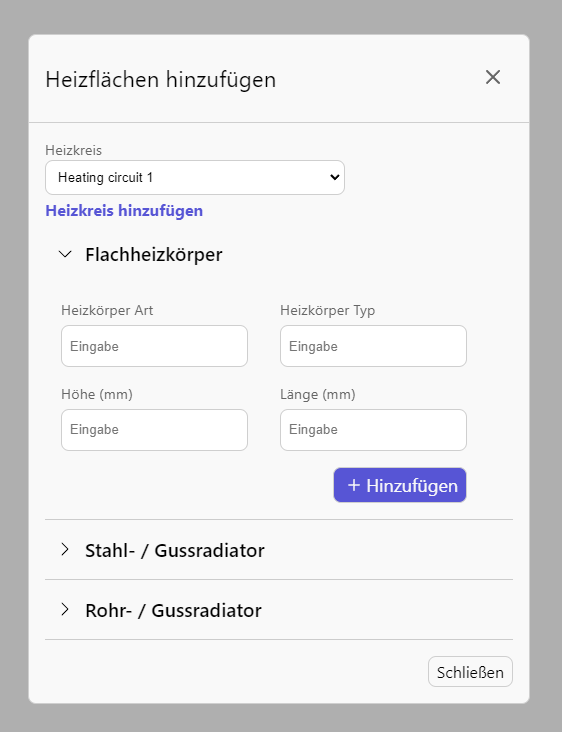 Heizflächen hinzufügen
Heizkreis
Heating circuit 1
Heizkreis hinzufügen
Flachheizkörper
Heizkörper Art Heizkörper Typ
Eingabe Eingabe
Höhe (mm) Länge (mm)
Eingabe Eingabe
+ Hinzufügen
Stahl- / Gussradiator
Rohr- / Gussradiator
Schließen